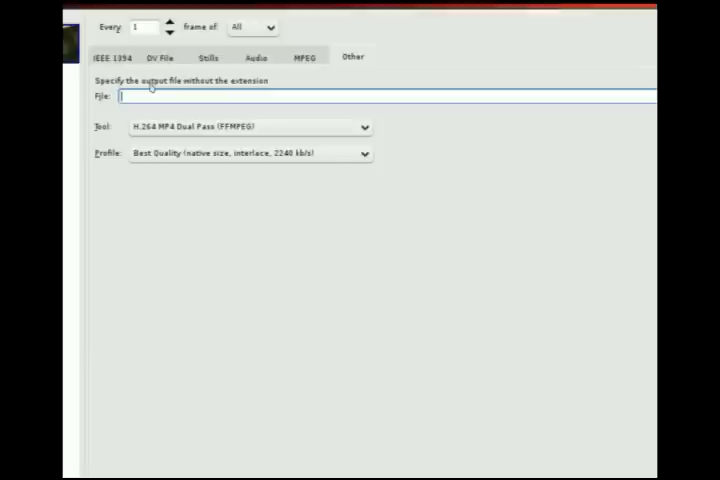 Every 1 frame of: All
IEEE 1394 DV File Stills Audio MPEG Other
Specify the output file without the extension
File:
Tool: H.264 MP4 Dual Pass (FFMPEG)
Profile: Best Quality (native size, interlace, 2240 kb/s)